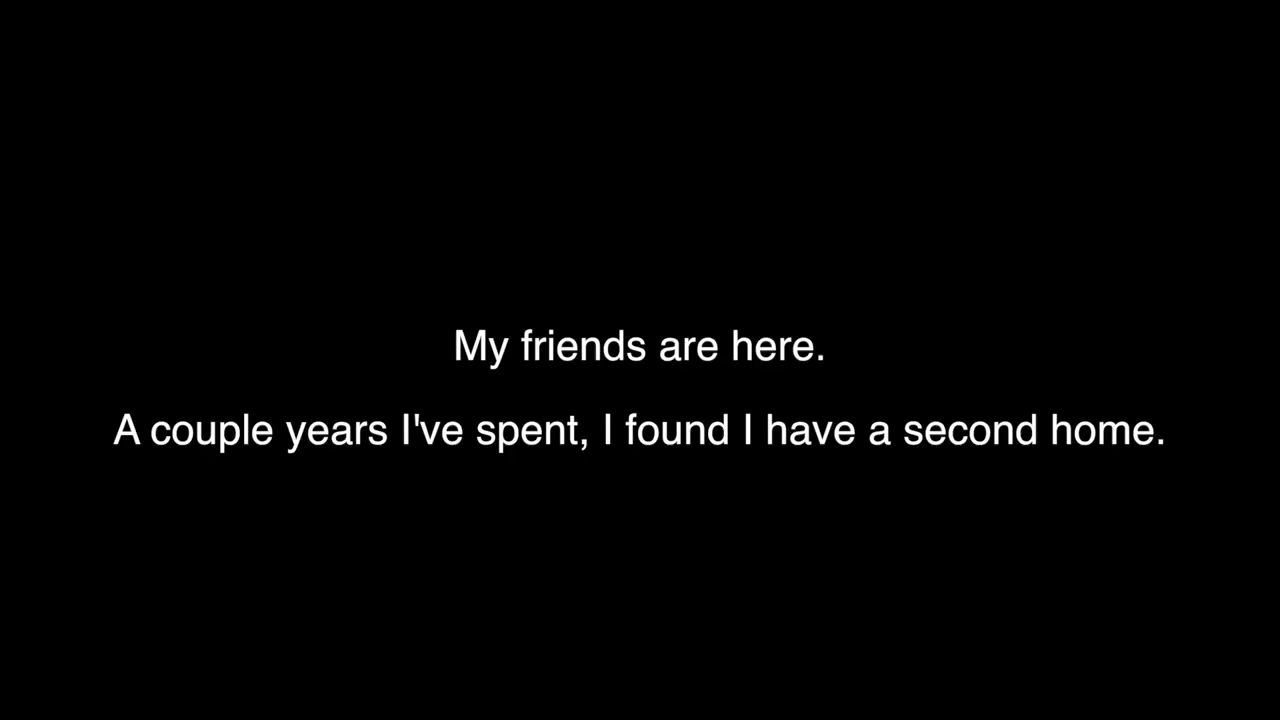 My friends are here.
A couple years I've spent, I found I have a second home.